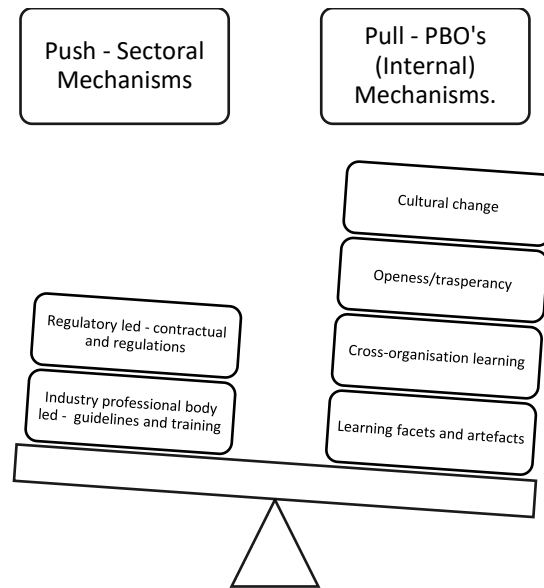 Push - Sectoral
Mechanisms
Pull - PBO's
(Internal)
Mechanisms.
Cultural change
Openess/trasperancy
Regulatory led - contractual
and regulations
Cross-organisation learning
Industry professional body
led - guidelines and training
Learning facets and artefacts